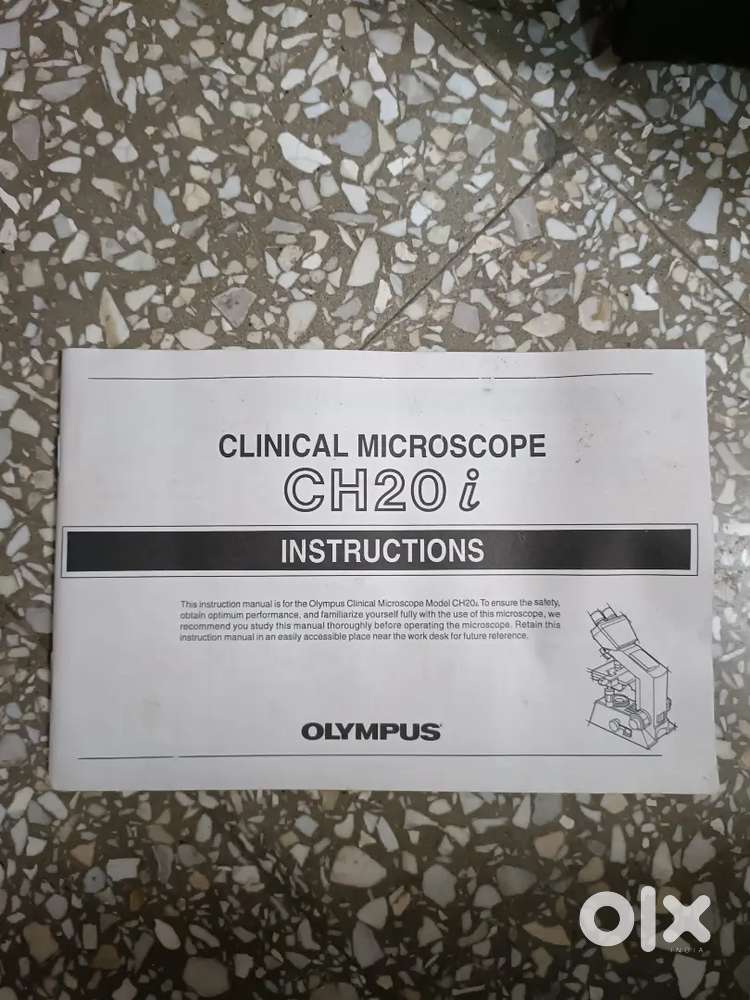 CLINICAL MICROSCOPE
CH20i
INSTRUCTIONS
This instruction manual is for the Olympus Clinical Microscope Model CH20i. To ensure the safety,
obtain optimum performance, and familiarize yourself fully with the use of this microscope, we
recommend you study this manual thoroughly before operating the microscope. Retain this
instruction manual in an easily accessible place near the work desk for future reference.
OLYMPUS
olx
INDIA